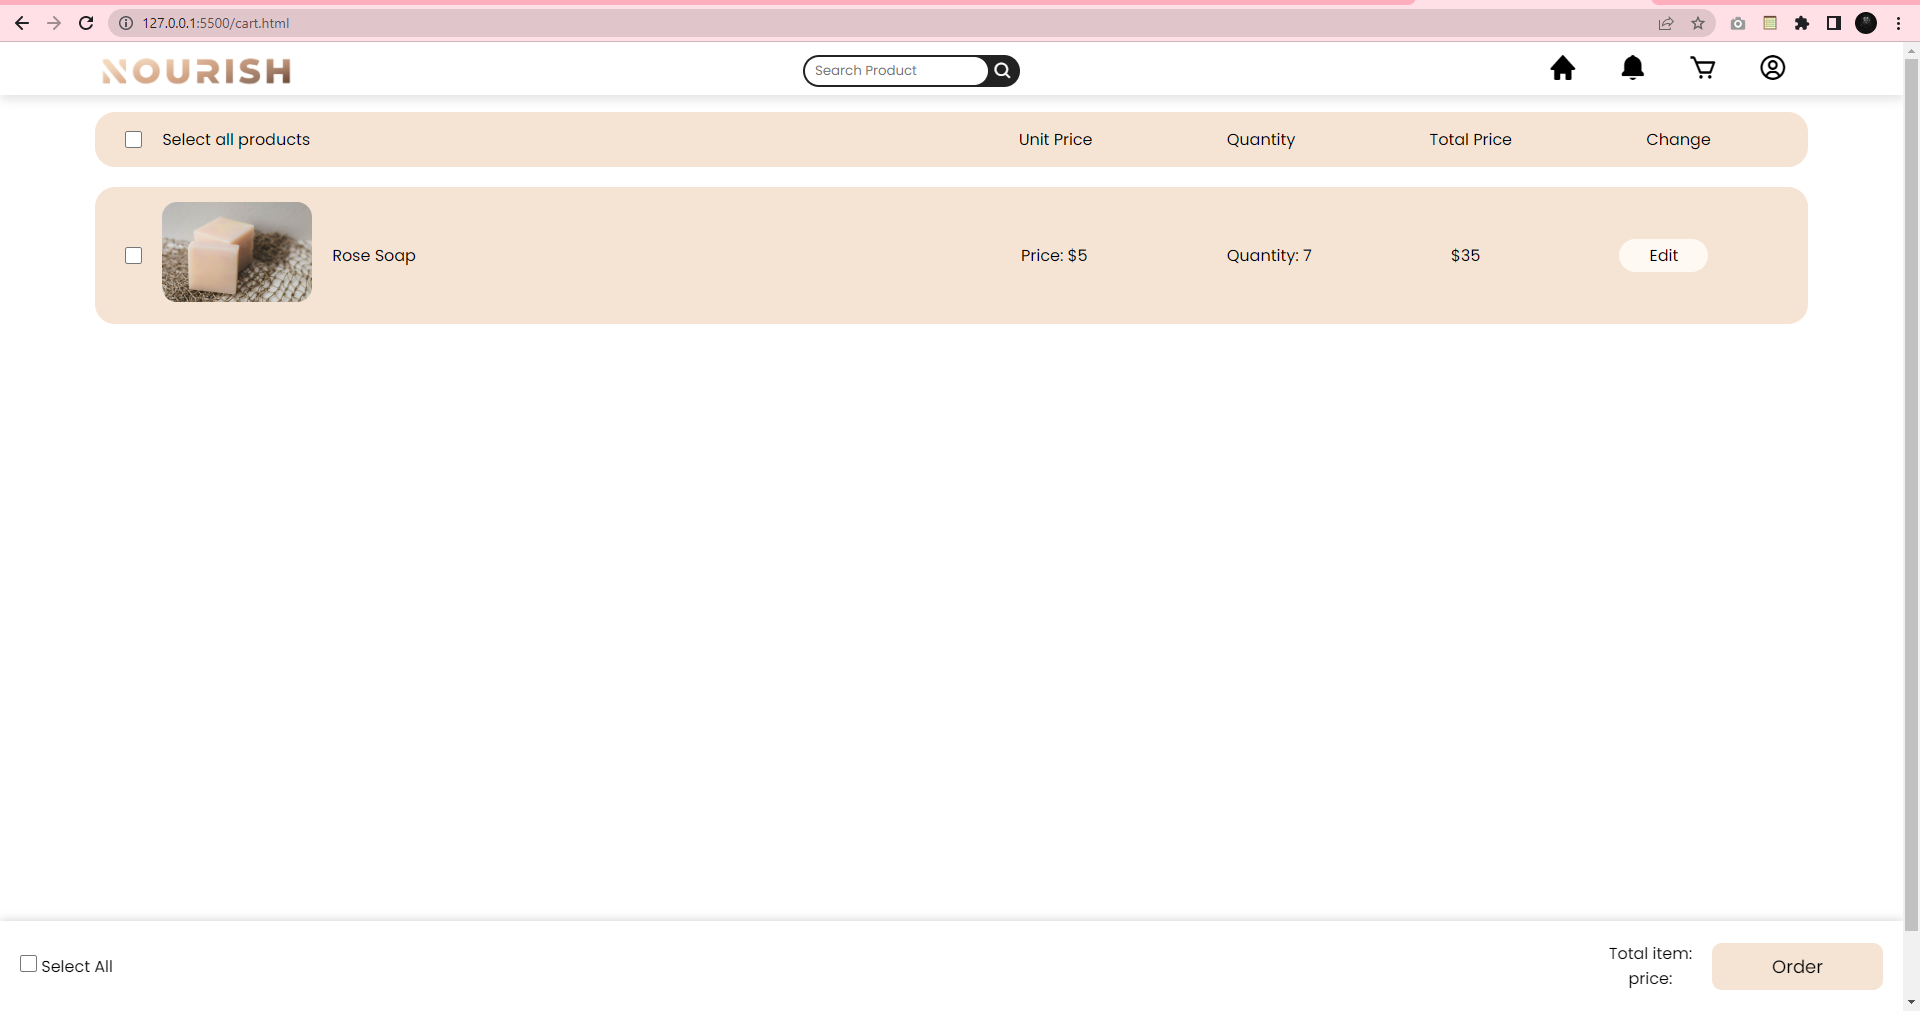 127.0.0.1:5500/cart.html
NOURISH
Search Product
Select all products Unit Price Quantity Total Price Change
Rose Soap Price: $5 Quantity: 7 $35 Edit
Select All
Total item:
price:
Order